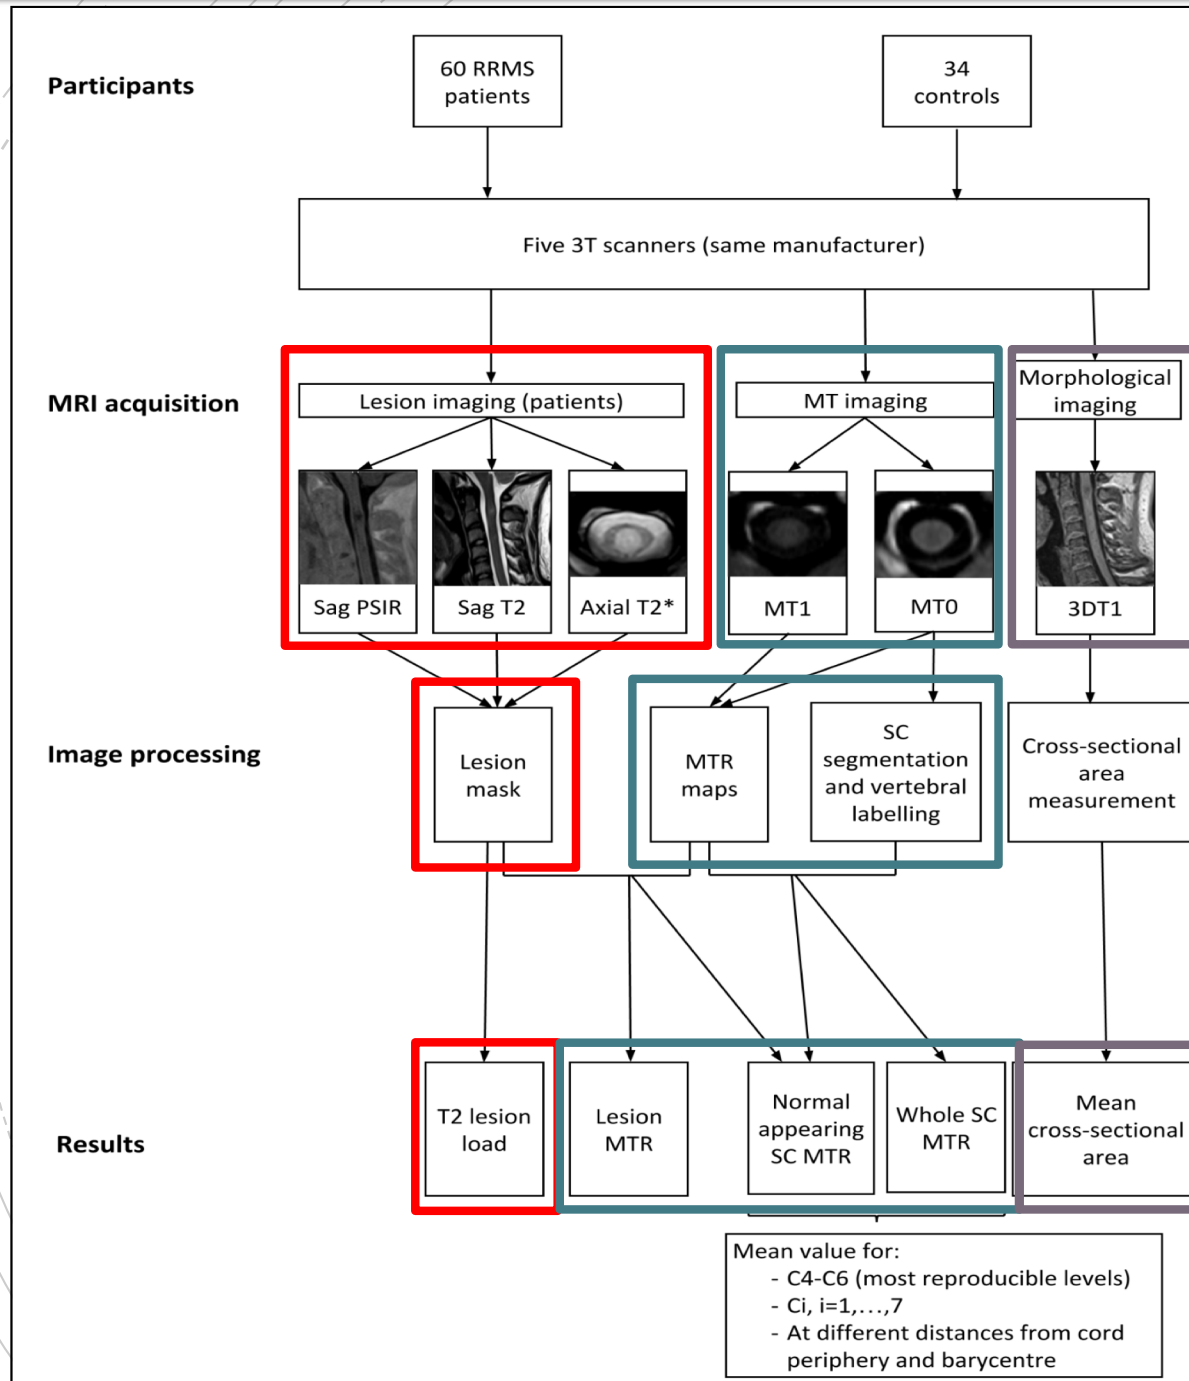 Participants
60 RRMS
patients
34
controls
Five 3T scanners (same manufacturer)
MRI acquisition
Lesion imaging (patients)
MT imaging
Morphological
imaging
Sag PSIR
Sag T2
Axial T2*
MT1
MT0
3DT1
Image processing
Lesion
mask
MTR
maps
SC
segmentation
and vertebral
labelling
Cross-sectional
area
measurement
Results
T2 lesion
load
Lesion
MTR
Normal
appearing
SC MTR
Whole SC
MTR
Mean
cross-sectional
area
Mean value for:
- C4-C6 (most reproducible levels)
- Ci, i=1,...,7
- At different distances from cord
periphery and barycentre